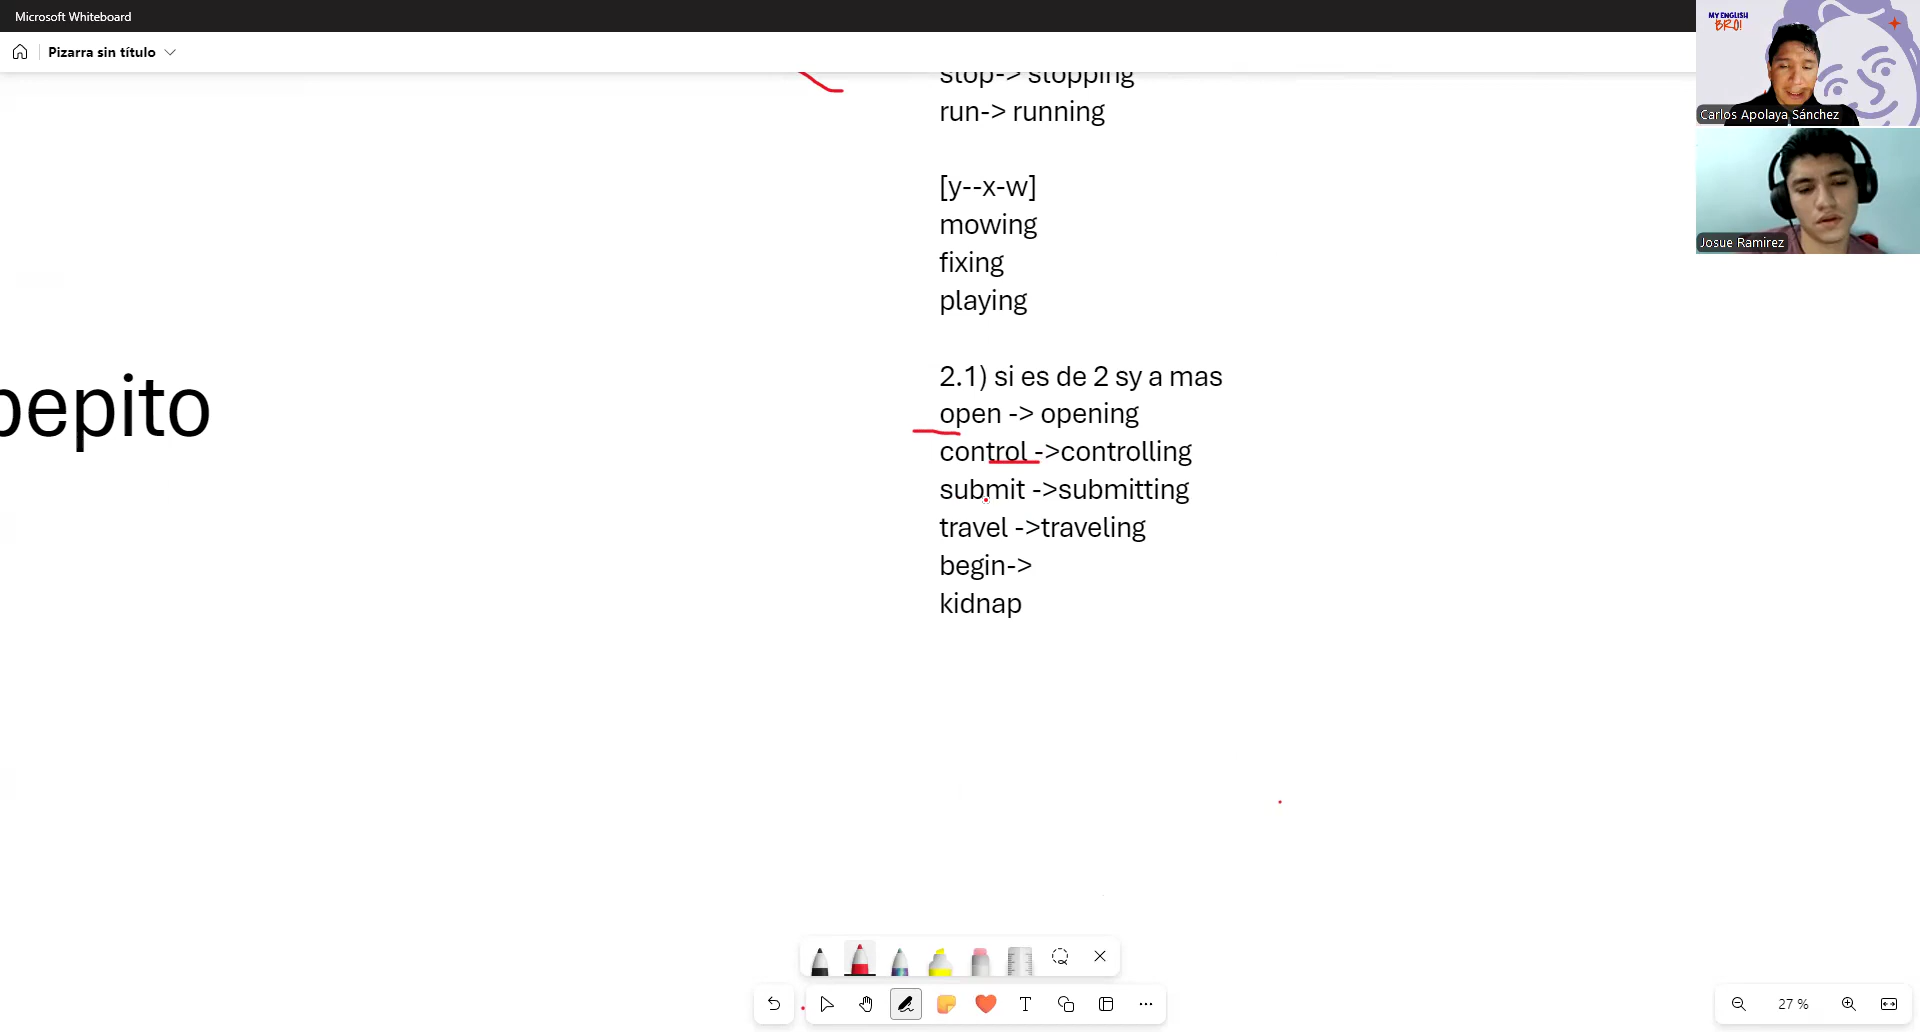 Microsoft Whiteboard
Pizarra sin título
MY ENGLISH
BRO!
Carlos Apolaya Sánchez
Josue Ramirez
stop-> stopping
run-> running
[y--x-w]
mowing
fixing
playing
pepito
2.1) si es de 2 sy a mas
open -> opening
control ->controlling
submit ->submitting
travel ->traveling
begin->
kidnap
27 %